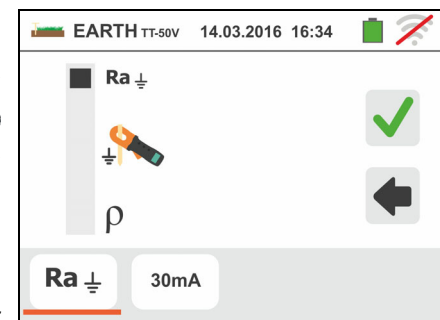 EARTH TT-50V 14.03.2016 16:34
Ra ⏚
⏚
ρ
Ra ⏚ 30mA